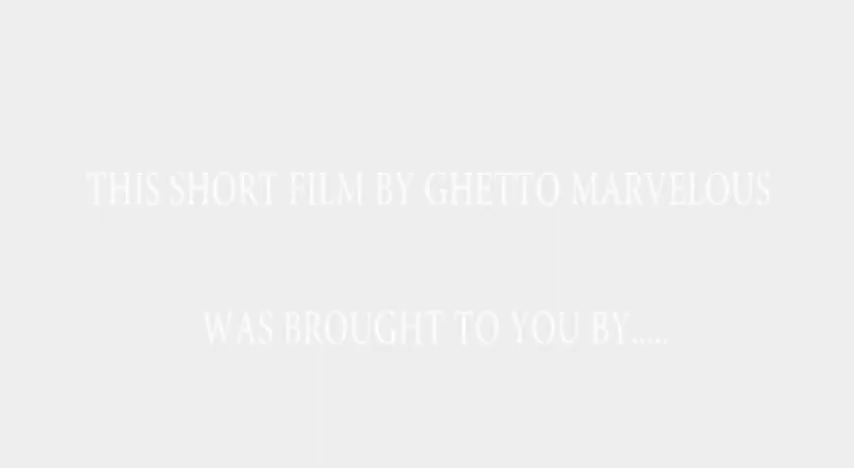 THIS SHORT FILM BY GHETTO MARVELOUS
WAS BROUGHT TO YOU BY.....